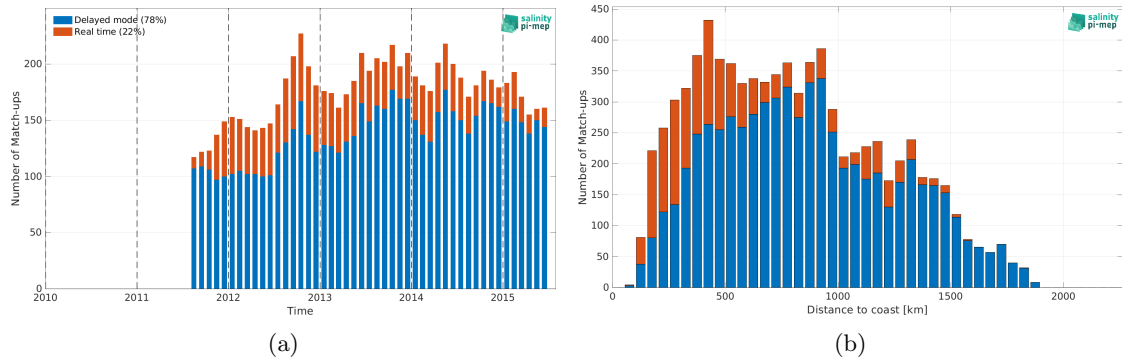 Delayed mode (78%)
Real time (22%)
salinity
pi-mep
Number of Match-ups
200
150
100
50
0
2010
2011
2012
2013
2014
2015
Time
(a)
salinity
pi-mep
Number of Match-ups
450
400
350
300
250
200
150
100
50
0
500
1000
1500
2000
Distance to coast [km]
(b)